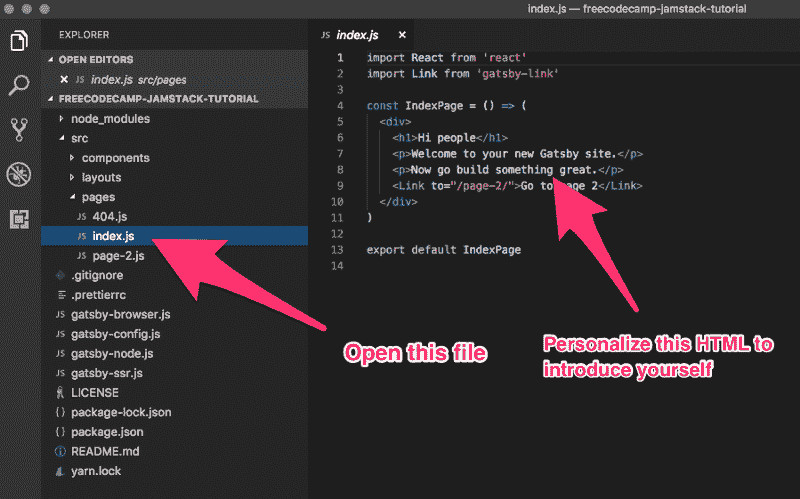 index.js — freecodecamp-jamstack-tutorial
EXPLORER
OPEN EDITORS
JS index.js src/pages
FREECODECAMP-JAMSTACK-TUTORIAL
node_modules
src
components
layouts
pages
JS 404.js
JS index.js
JS page-2.js
.gitignore
.prettierrc
JS gatsby-browser.js
JS gatsby-config.js
JS gatsby-node.js
JS gatsby-ssr.js
LICENSE
{} package-lock.json
{} package.json
README.md
yarn.lock
JS index.js
1 import React from 'react'
2 import Link from 'gatsby-link'
3
4 const IndexPage = () => (
5 <div>
6 <h1>Hi people</h1>
7 <p>Welcome to your new Gatsby site.</p>
8 <p>Now go build something great.</p>
9 <Link to="/page-2/">Go to page 2</Link>
10 </div>
11 )
12
13 export default IndexPage
14
Open this file
Personalize this HTML to
introduce yourself